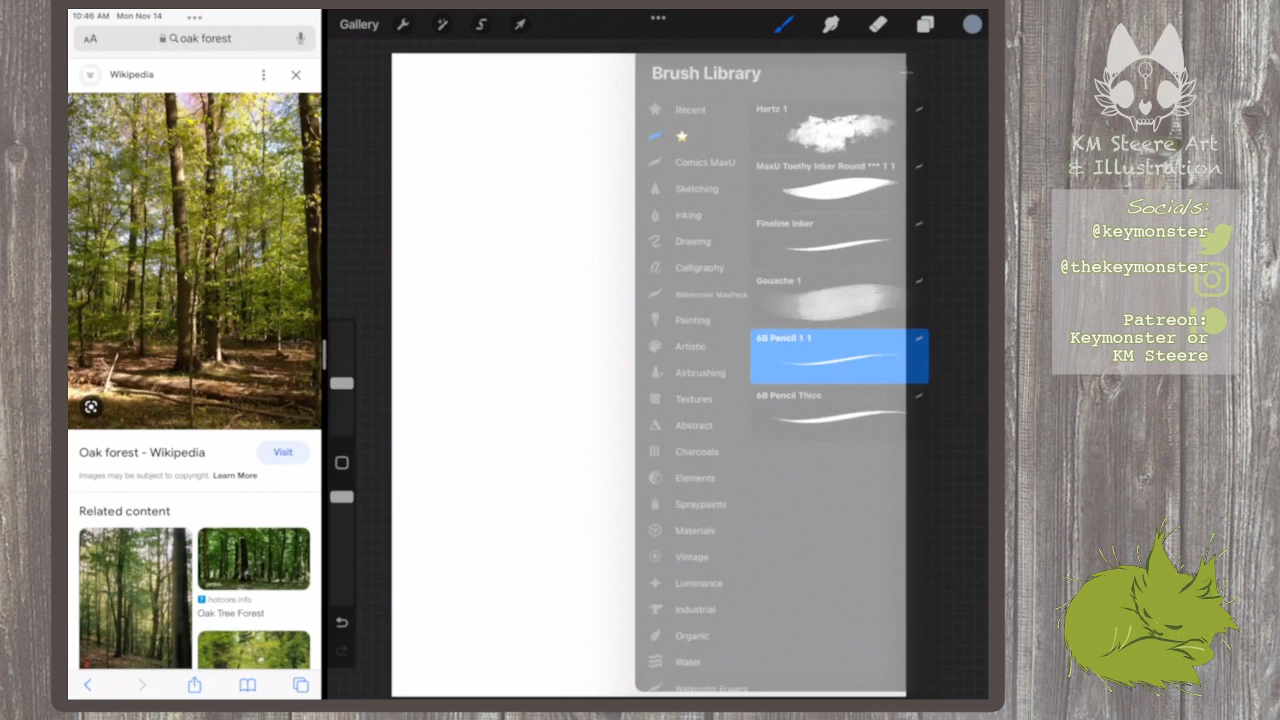 10:46 AM Mon Nov 14
AA
oak forest
W
Wikipedia
Oak forest - Wikipedia
Visit
Images may be subject to copyright. Learn More
Related content
hotcore.info
Oak Tree Forest
Gallery
S
Brush Library
Recent
Comics MaxU
Sketching
Inking
Drawing
Calligraphy
Watercolor MaxPack
Painting
Artistic
Airbrushing
Textures
Abstract
Charcoals
Elements
Spraypaints
Materials
Vintage
Luminance
Industrial
Organic
Water
Watercolor Erasers
Hartz 1
MaxU Toothy Inker Round *** 1 1
Fineline Inker
Gouache 1
6B Pencil 1 1
6B Pencil Thicc
KM Steere Art
& Illustration
Socials:
@keymonster
@thekeymonster
Patreon:
Keymonster or
KM Steere